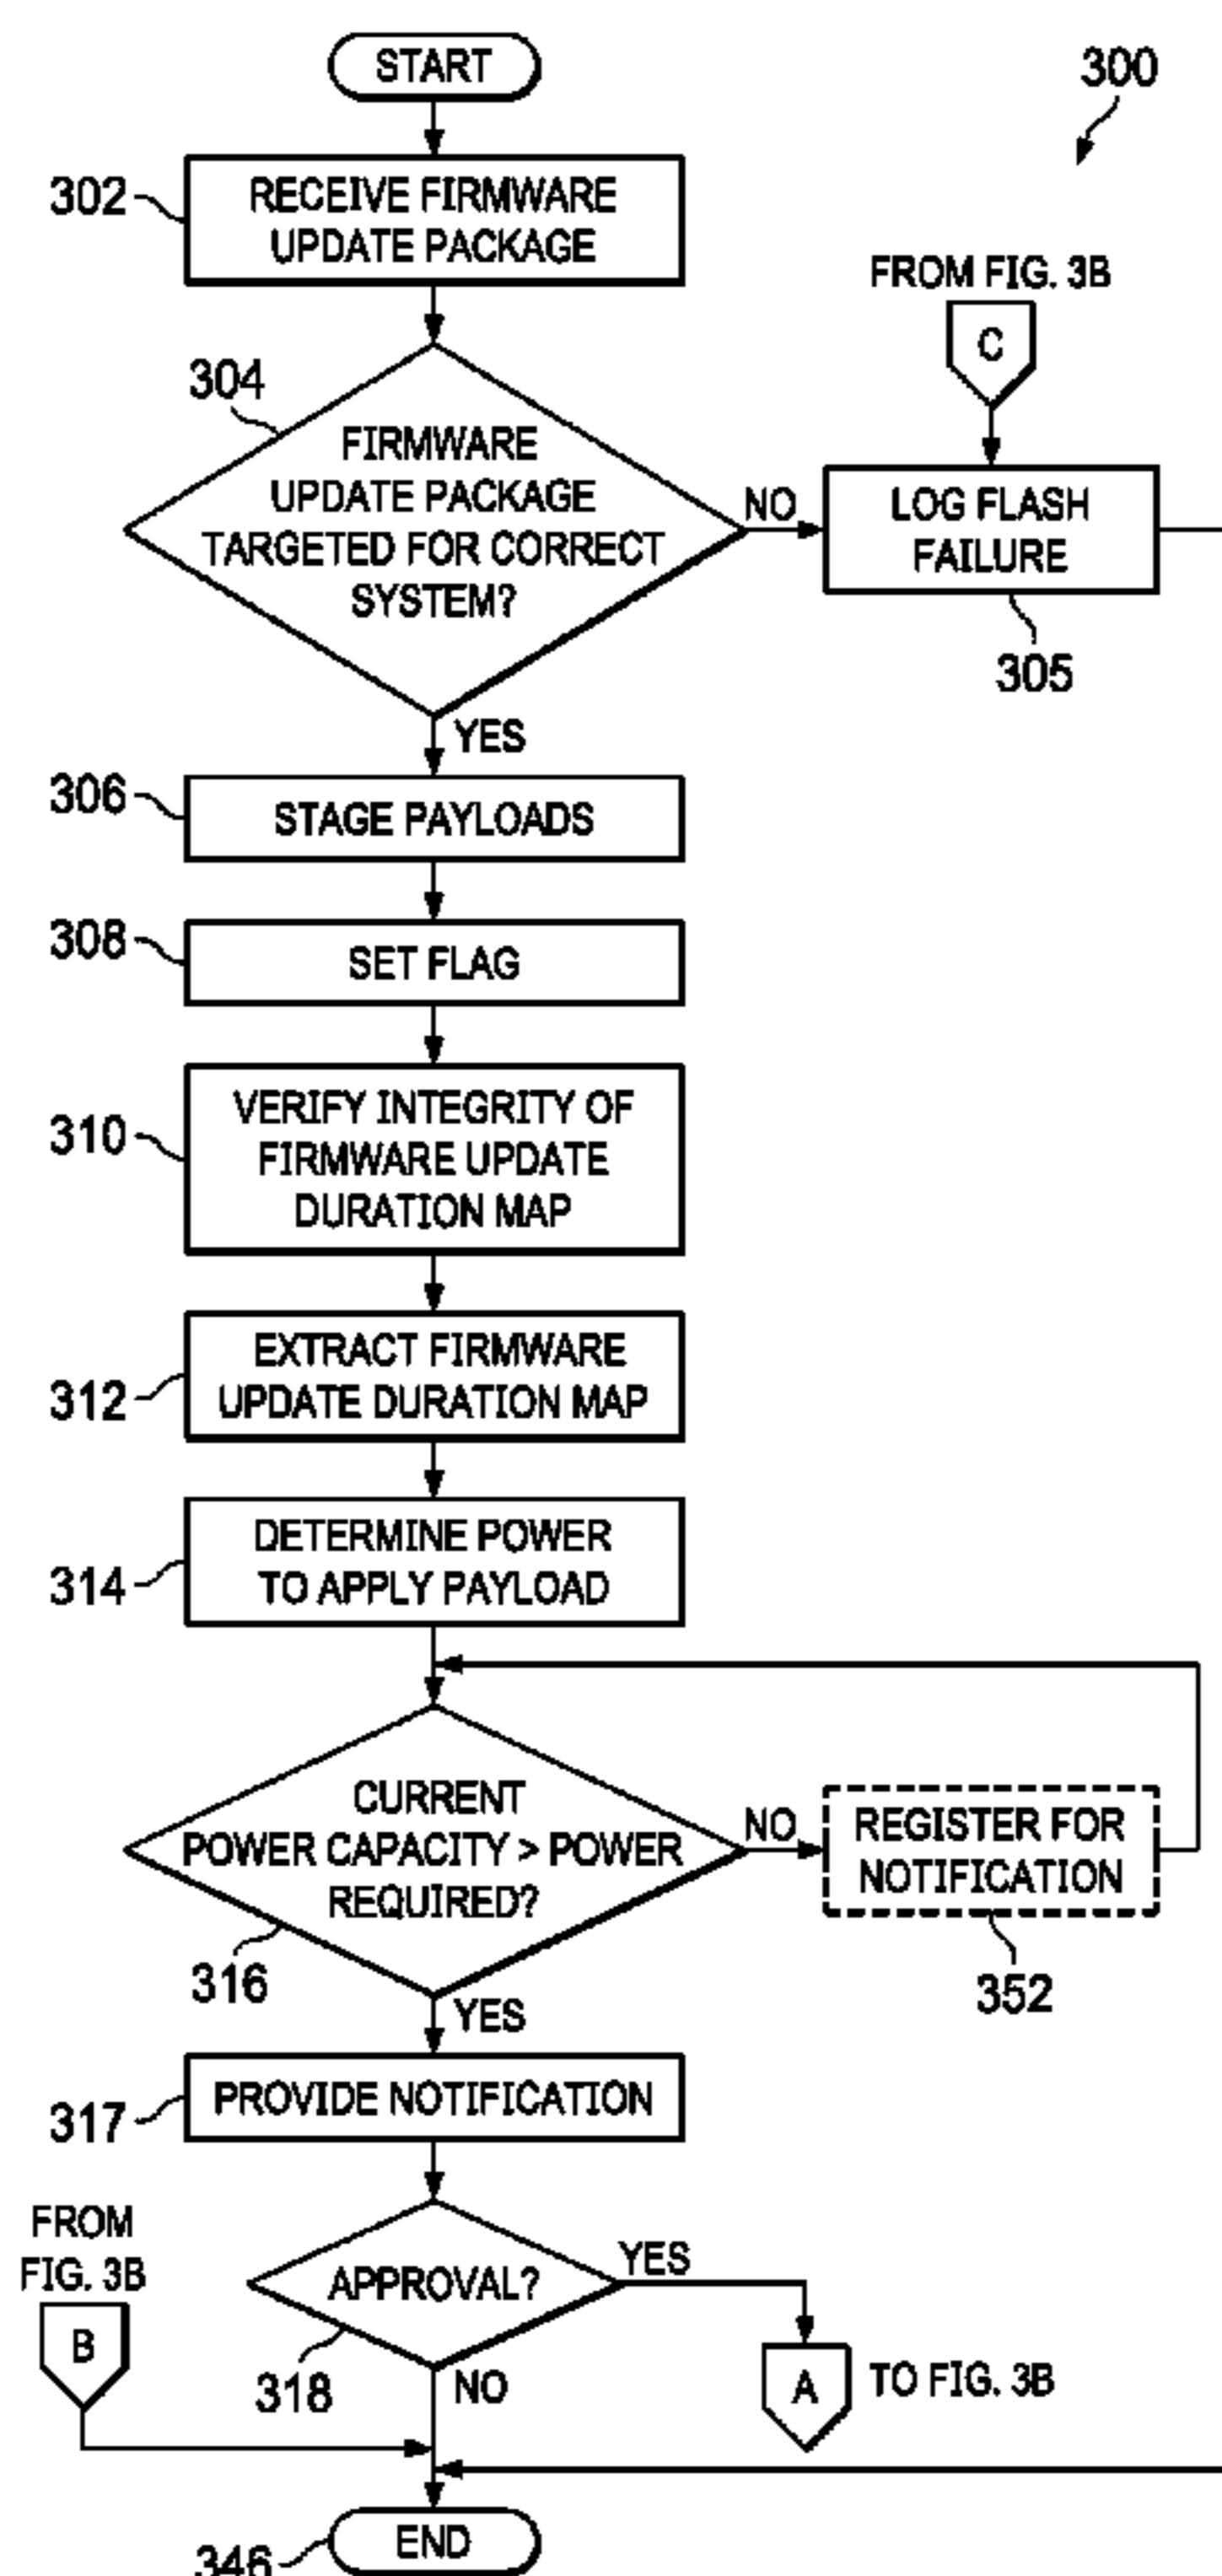 START
300
302
RECEIVE FIRMWARE
UPDATE PACKAGE
FROM FIG. 3B
C
304
FIRMWARE
UPDATE PACKAGE
TARGETED FOR CORRECT
SYSTEM?
NO
LOG FLASH
FAILURE
305
YES
306
STAGE PAYLOADS
308
SET FLAG
310
VERIFY INTEGRITY OF
FIRMWARE UPDATE
DURATION MAP
312
EXTRACT FIRMWARE
UPDATE DURATION MAP
314
DETERMINE POWER
TO APPLY PAYLOAD
CURRENT
POWER CAPACITY > POWER
REQUIRED?
316
NO
REGISTER FOR
NOTIFICATION
352
YES
317
PROVIDE NOTIFICATION
FROM
FIG. 3B
B
APPROVAL?
318
YES
A
TO FIG. 3B
NO
346
END